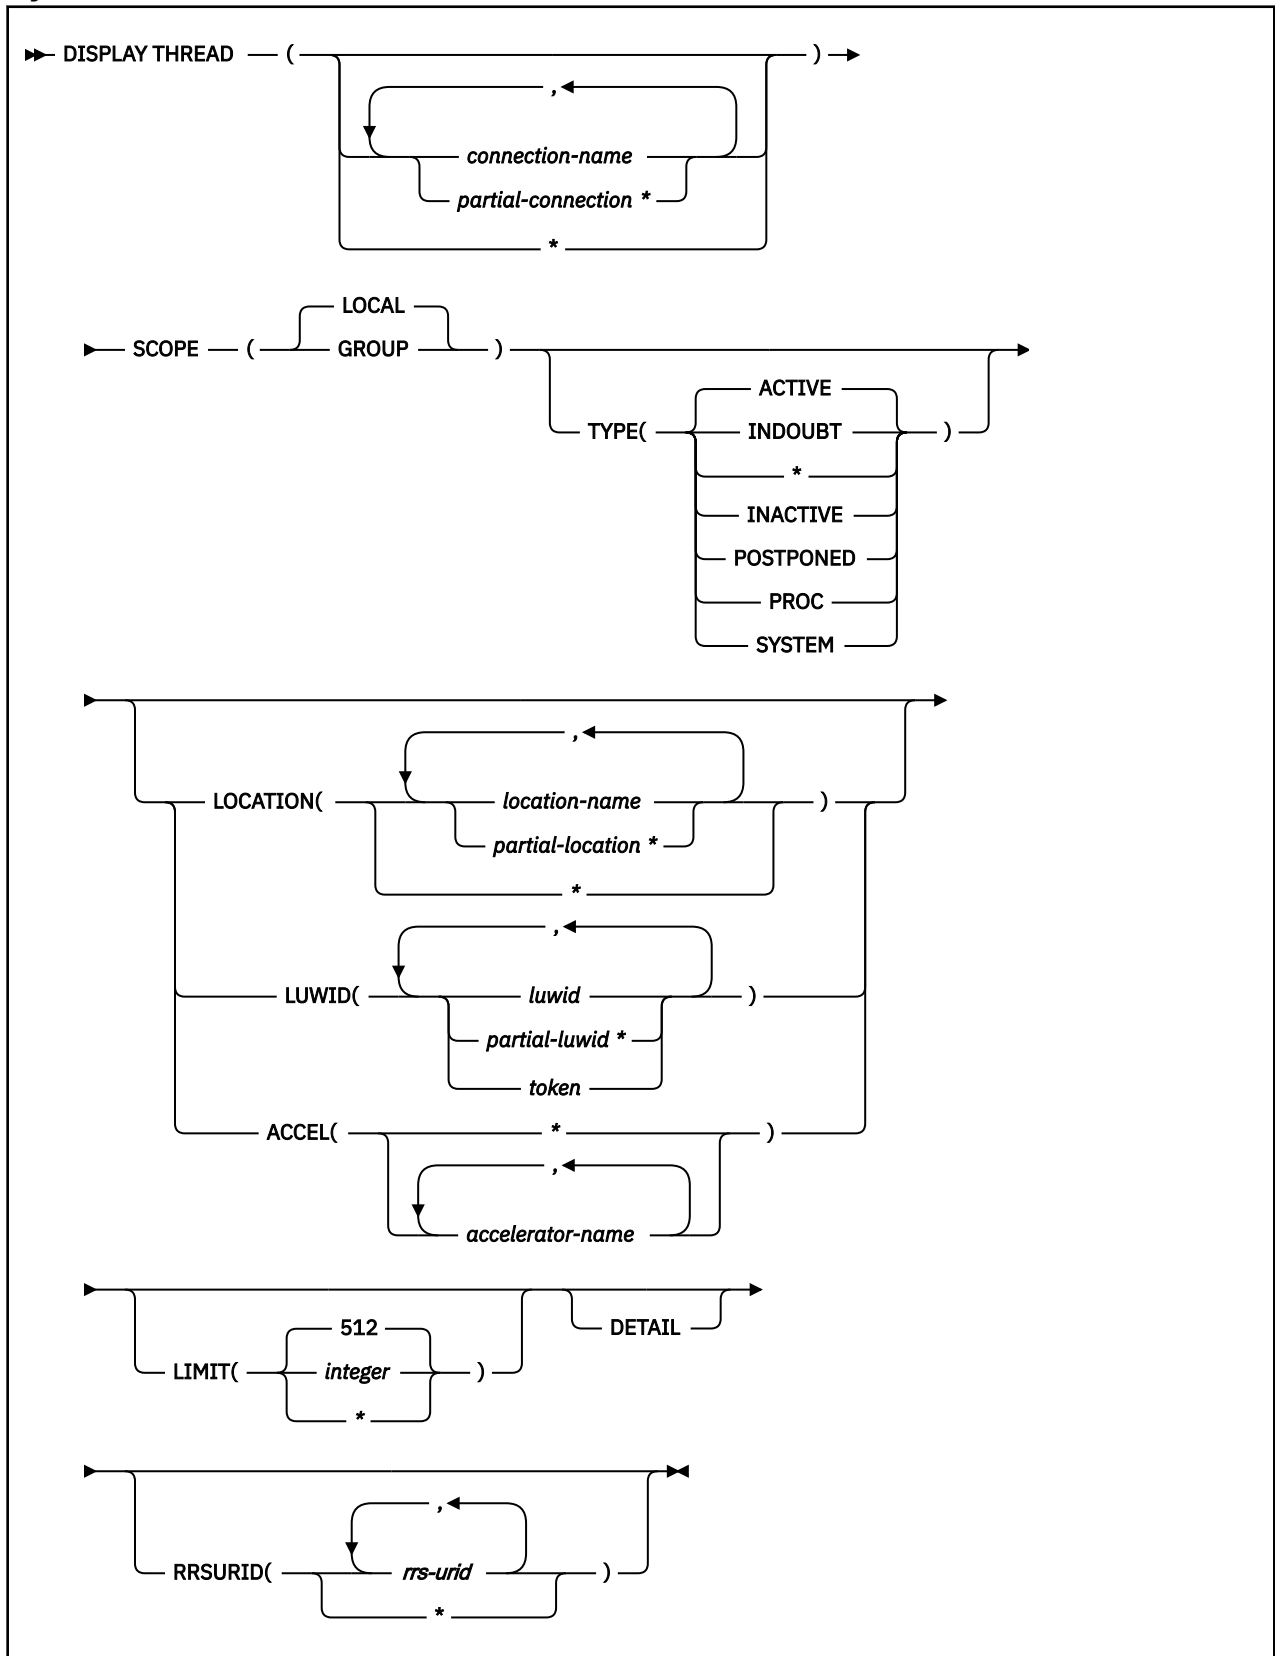 DISPLAY THREAD ( )
,
connection-name
partial-connection *
*
LOCAL
SCOPE ( GROUP )
ACTIVE
TYPE( INDOUBT )
*
INACTIVE
POSTPONED
PROC
SYSTEM
,
LOCATION( location-name )
partial-location *
*
,
LUWID( luwid )
partial-luwid *
token
ACCEL( * )
,
accelerator-name
512
DETAIL
LIMIT( integer )
*
,
RRSURID( rrs-urid )
*